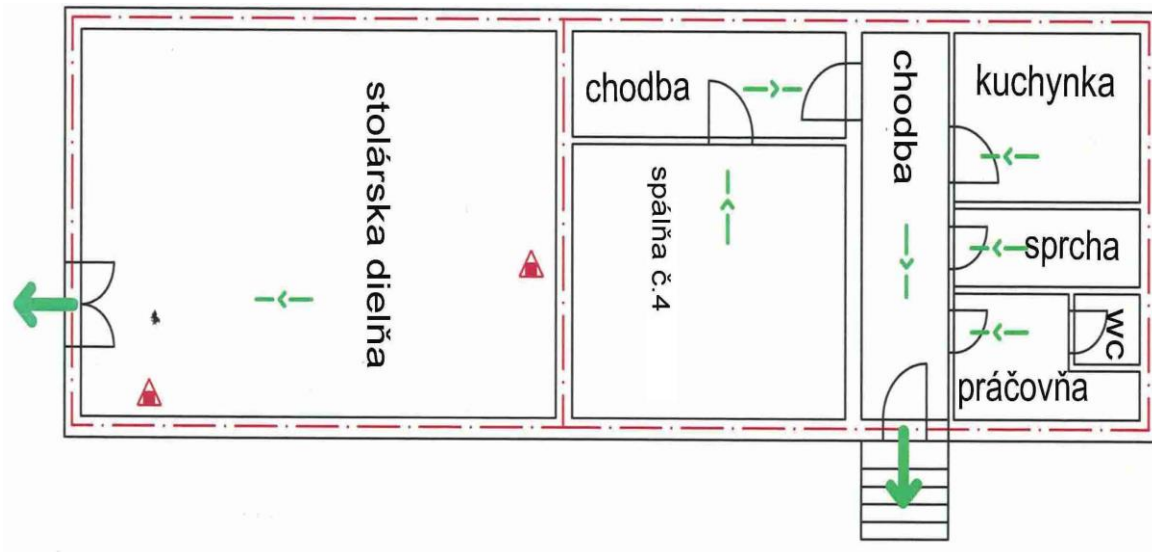 stolárska dielňa
chodba
spálňa č.4
chodba
kuchynka
sprcha
WC
práčovňa